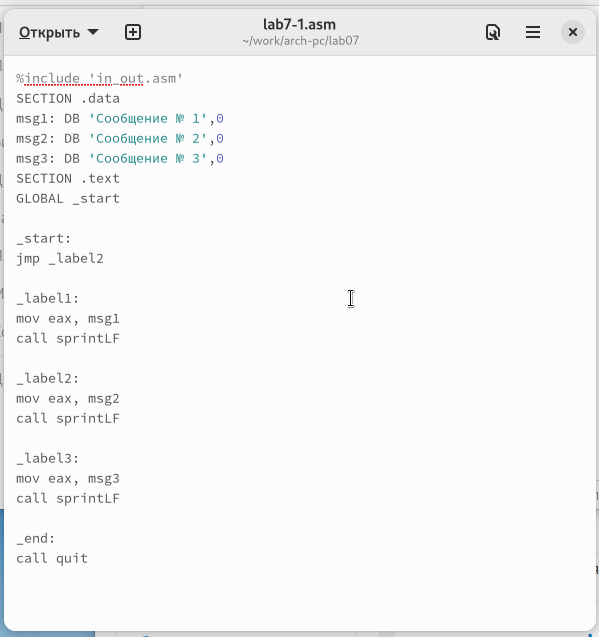 Открыть
lab7-1.asm
~/work/arch-pc/lab07
%include 'in_out.asm'
SECTION .data
msg1: DB 'Сообщение № 1',0
msg2: DB 'Сообщение № 2',0
msg3: DB 'Сообщение № 3',0
SECTION .text
GLOBAL _start
_start:
jmp _label2
_label1:
mov eax, msg1
call sprintLF
_label2:
mov eax, msg2
call sprintLF
_label3:
mov eax, msg3
call sprintLF
_end:
call quit